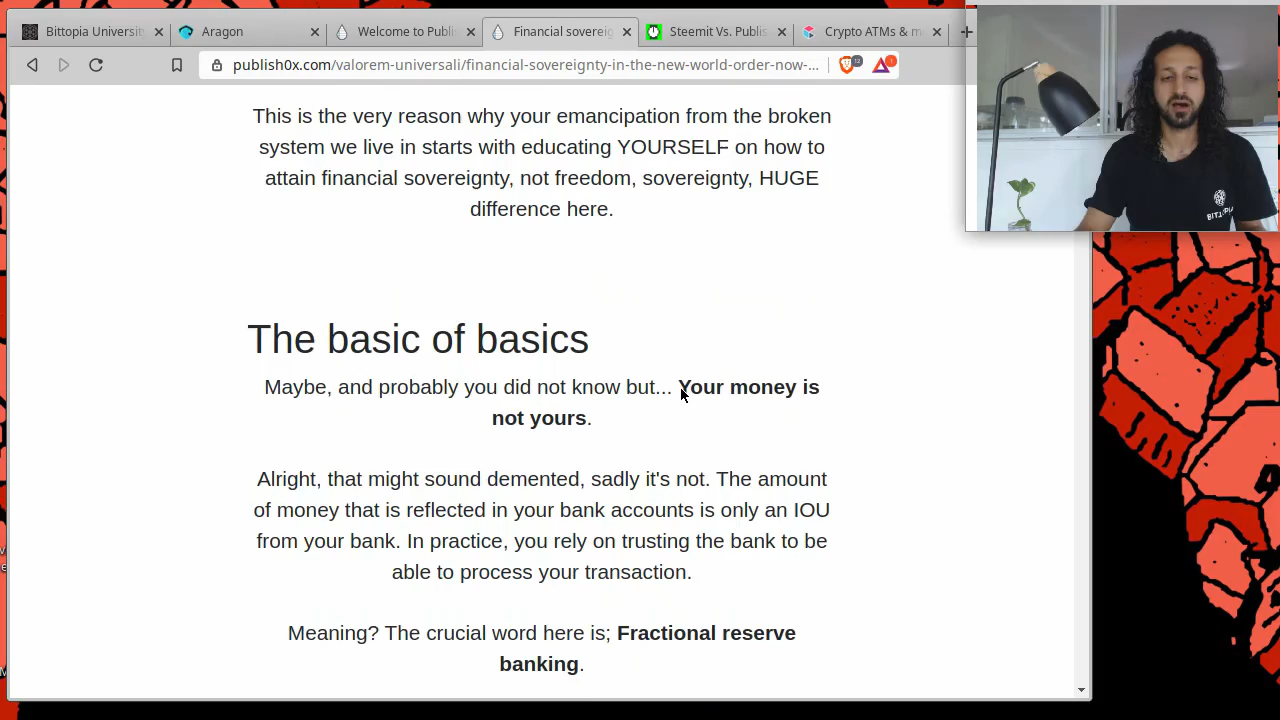 Bittopia University
Aragon
Welcome to Publi
Financial sovereig
Steemit Vs. Publis
Crypto ATMs & m
publish0x.com/valorem-universali/financial-sovereignty-in-the-new-world-order-now-...
12
1
This is the very reason why your emancipation from the broken
system we live in starts with educating YOURSELF on how to
attain financial sovereignty, not freedom, sovereignty, HUGE
difference here.
The basic of basics
Maybe, and probably you did not know but... Your money is
not yours.
Alright, that might sound demented, sadly it's not. The amount
of money that is reflected in your bank accounts is only an IOU
from your bank. In practice, you rely on trusting the bank to be
able to process your transaction.
Meaning? The crucial word here is; Fractional reserve
banking.